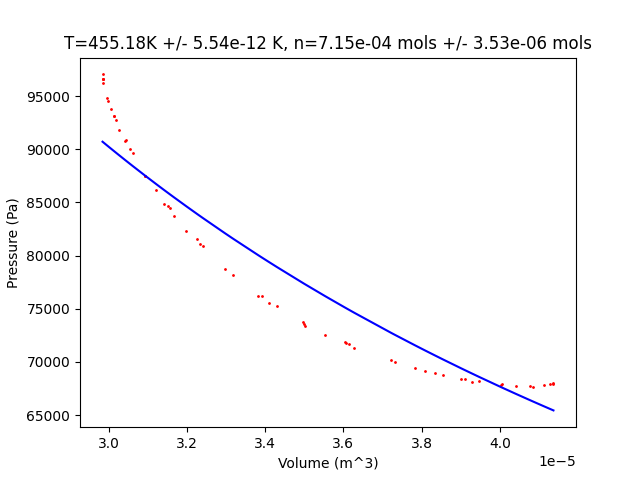 T=455.18K +/- 5.54e-12 K, n=7.15e-04 mols +/- 3.53e-06 mols
95000
90000
85000
80000
75000
70000
65000
Pressure (Pa)
3.0 3.2 3.4 3.6 3.8 4.0
1e−5
Volume (m^3)